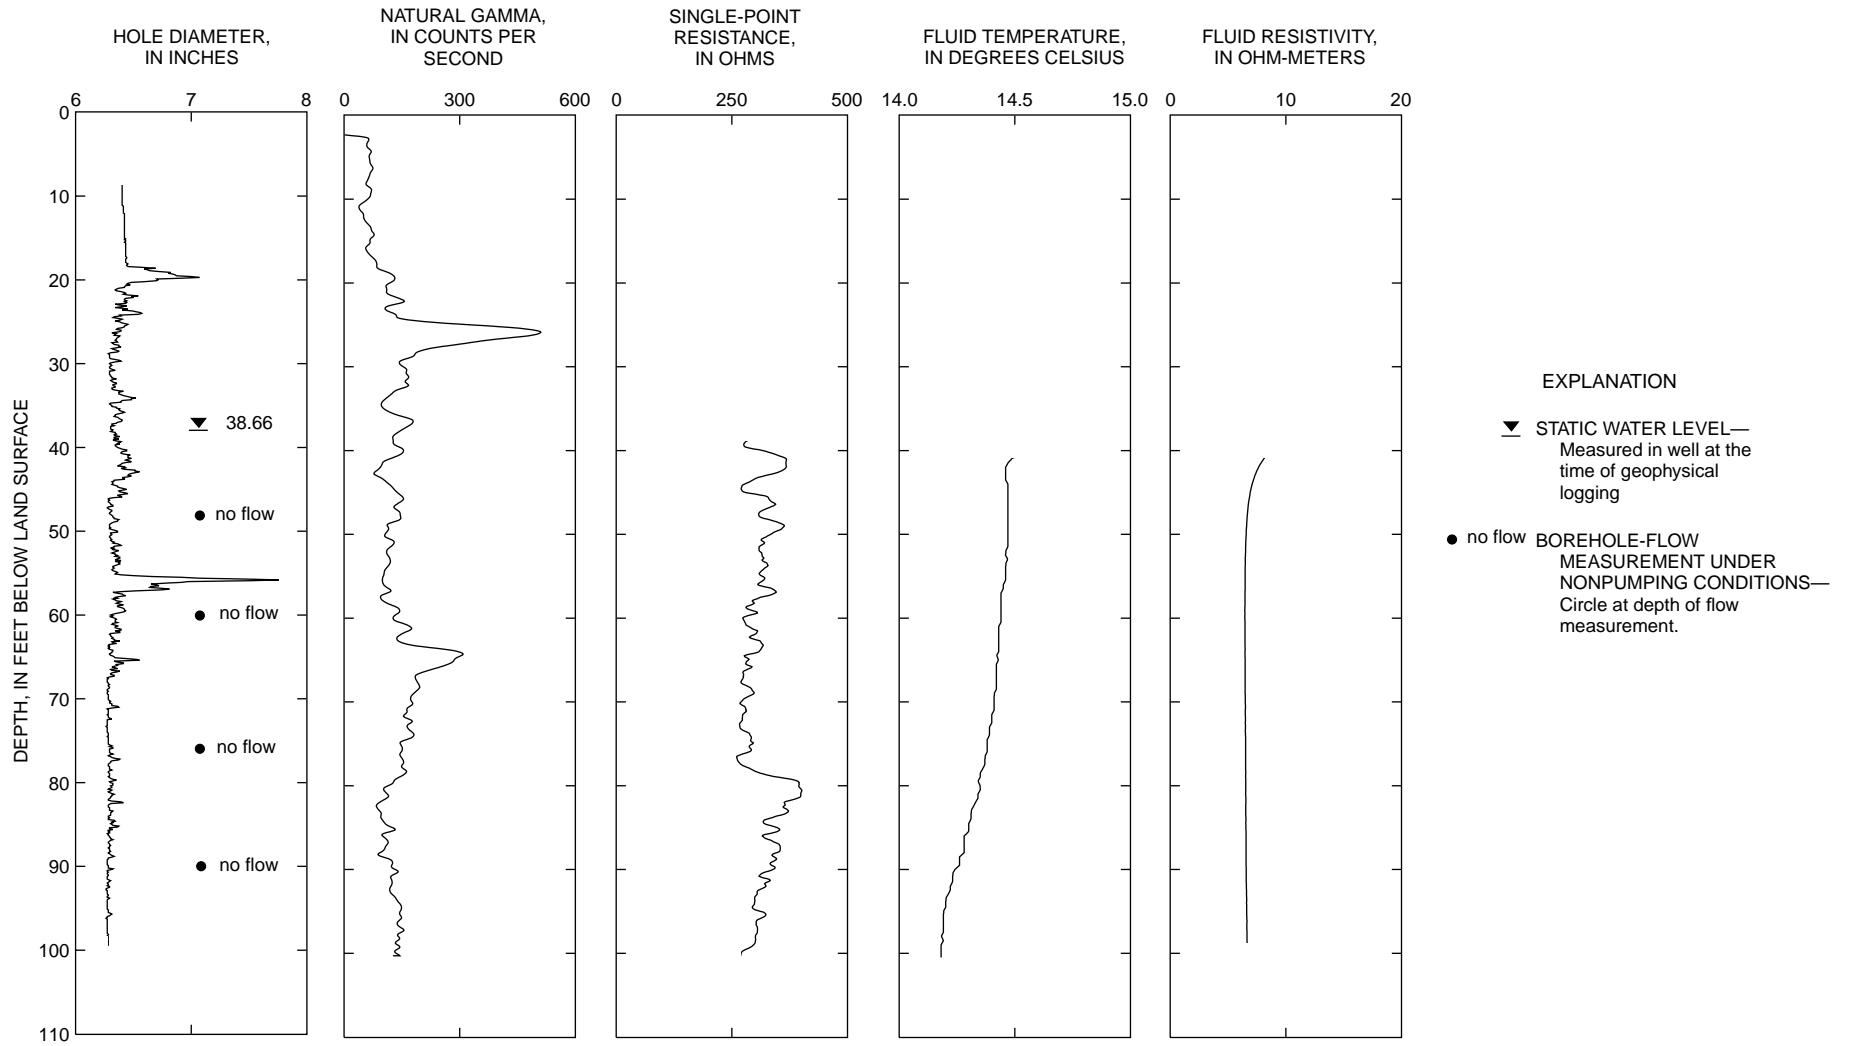 HOLE DIAMETER,
IN INCHES
NATURAL GAMMA,
IN COUNTS PER
SECOND
SINGLE-POINT
RESISTANCE,
IN OHMS
FLUID TEMPERATURE,
IN DEGREES CELSIUS
FLUID RESISTIVITY,
IN OHM-METERS
6 7 8
0 300 600
0 250 500
14.0 14.5 15.0
0 10 20
DEPTH, IN FEET BELOW LAND SURFACE
0
10
20
30
40
50
60
70
80
90
100
110
38.66
no flow
no flow
no flow
no flow
EXPLANATION
STATIC WATER LEVEL—
Measured in well at the
time of geophysical
logging
no flow BOREHOLE-FLOW
MEASUREMENT UNDER
NONPUMPING CONDITIONS—
Circle at depth of flow
measurement.